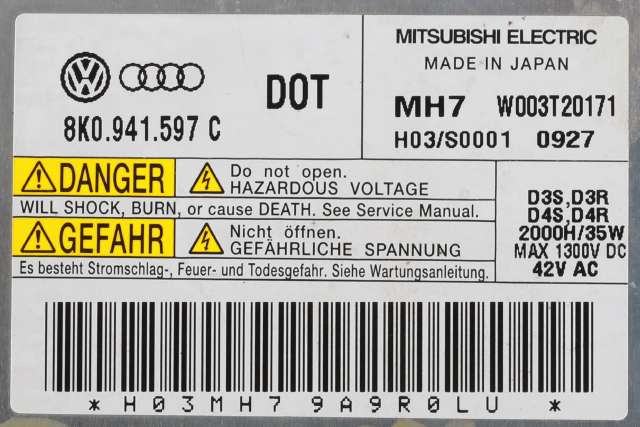 8K0.941.597 C
DOT
MITSUBISHI ELECTRIC
MADE IN JAPAN
MH7 W003T20171
H03/S0001 0927
DANGER
Do not open.
HAZARDOUS VOLTAGE
WILL SHOCK, BURN, or cause DEATH. See Service Manual.
GEFAHR
Nicht öffnen.
GEFÄHRLICHE SPANNUNG
Es besteht Stromschlag-, Feuer- und Todesgefahr. Siehe Wartungsanleitung.
D3S,D3R
D4S,D4R
2000H/35W
MAX 1300V DC
42V AC
*H03MH79A9R0LU*